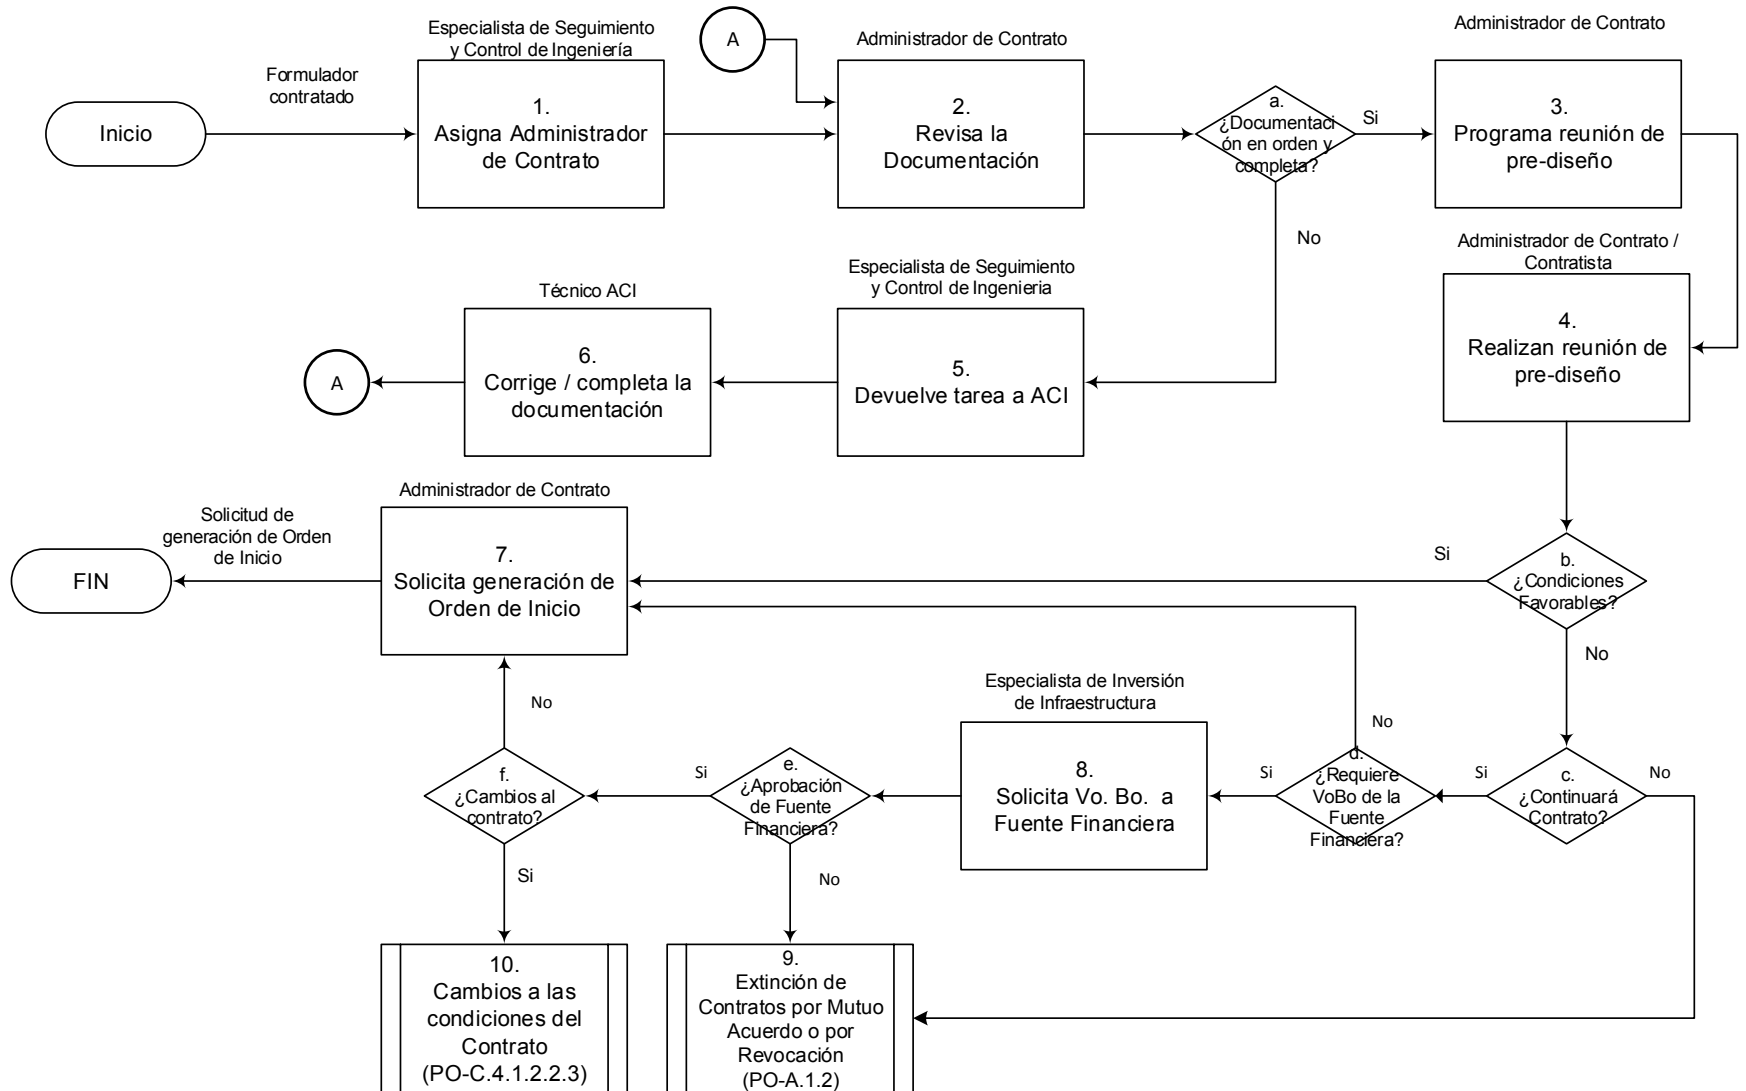 Formulador
contratado
Inicio
Especialista de Seguimiento
y Control de Ingeniería
1.
Asigna Administrador
de Contrato
A
Administrador de Contrato
2.
Revisa la
Documentación
a.
¿Documentaci
ón en orden y
completa?
Si
No
Administrador de Contrato
3.
Programa reunión de
pre-diseño
Administrador de Contrato /
Contratista
4.
Realizan reunión de
pre-diseño
Especialista de Seguimiento
y Control de Ingenieria
5.
Devuelve tarea a ACI
Técnico ACI
6.
Corrige / completa la
documentación
A
b.
¿Condiciones
Favorables?
Si
No
Administrador de Contrato
7.
Solicita generación de
Orden de Inicio
Solicitud de
generación de Orden
de Inicio
FIN
c.
¿Continuará
Contrato?
Si
No
d.
¿Requiere
VoBo de la
Fuente
Financiera?
No
Si
Especialista de Inversión
de Infraestructura
8.
Solicita Vo. Bo. a
Fuente Financiera
e.
¿Aprobación
de Fuente
Financiera?
Si
No
f.
¿Cambios al
contrato?
No
Si
10.
Cambios a las
condiciones del
Contrato
(PO-C.4.1.2.2.3)
9.
Extinción de
Contratos por Mutuo
Acuerdo o por
Revocación
(PO-A.1.2)